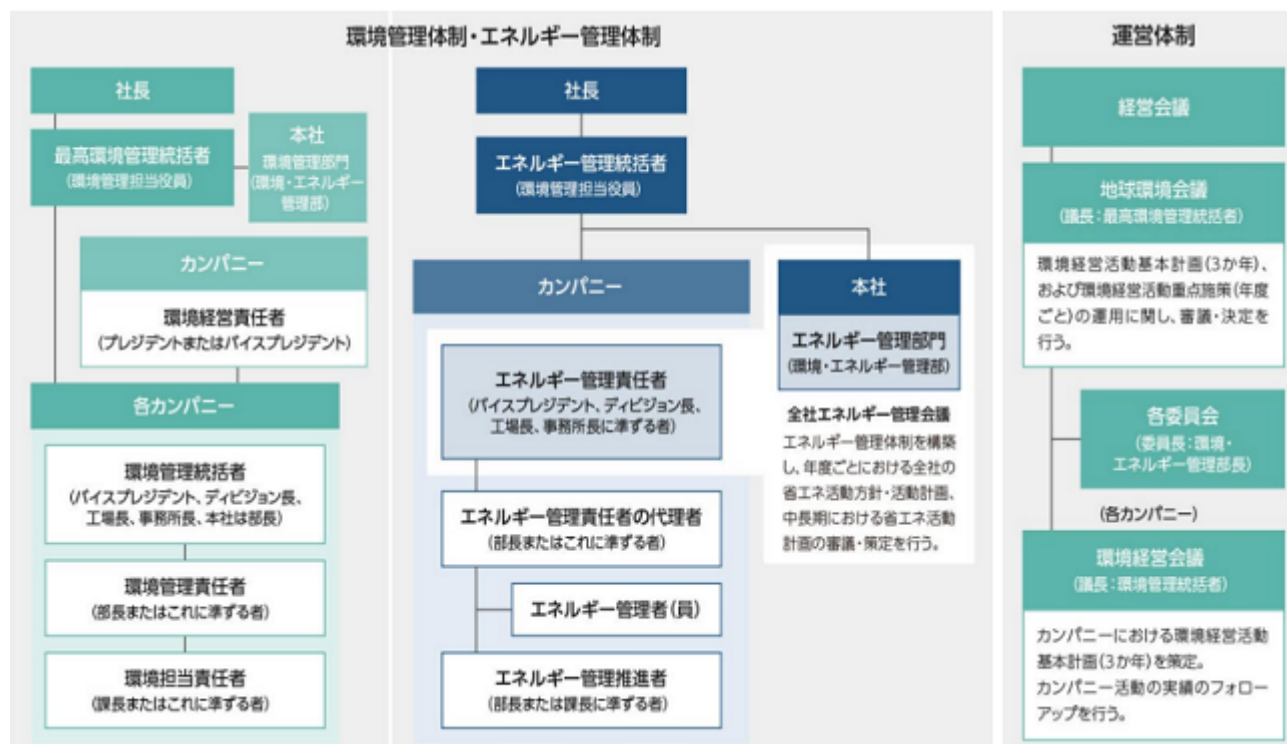 環境管理体制・エネルギー管理体制
社長
最高環境管理統括者
(環境管理担当役員)
本社
環境管理部門
(環境・エネルギー
管理部)
カンパニー
環境経営責任者
(プレジデントまたはバイスプレジデント)
各カンパニー
環境管理統括者
(バイスプレジデント、ディビジョン長、
工場長、事務所長、本社は部長)
環境管理責任者
(部長またはこれに準ずる者)
環境担当責任者
(課長またはこれに準ずる者)
社長
エネルギー管理統括者
(環境管理担当役員)
カンパニー
エネルギー管理責任者
(バイスプレジデント、ディビジョン長、
工場長、事務所長に準ずる者)
エネルギー管理責任者の代理者
(部長またはこれに準ずる者)
エネルギー管理者(員)
エネルギー管理推進者
(部長または課長に準ずる者)
本社
エネルギー管理部門
(環境・エネルギー管理部)
全社エネルギー管理会議
エネルギー管理体制を構築
し、年度ごとにおける全社の
省エネ活動方針・活動計画、
中長期における省エネ活動
計画の審議・策定を行う。
運営体制
経営会議
地球環境会議
(議長:最高環境管理統括者)
環境経営活動基本計画(3か年)、
および環境経営活動重点施策(年度
ごと)の運用に関し、審議・決定を
行う。
各委員会
(委員長:環境・
エネルギー管理部長)
(各カンパニー)
環境経営会議
(議長:環境管理統括者)
カンパニーにおける環境経営活動
基本計画(3か年)を策定。
カンパニー活動の実績のフォロー
アップを行う。